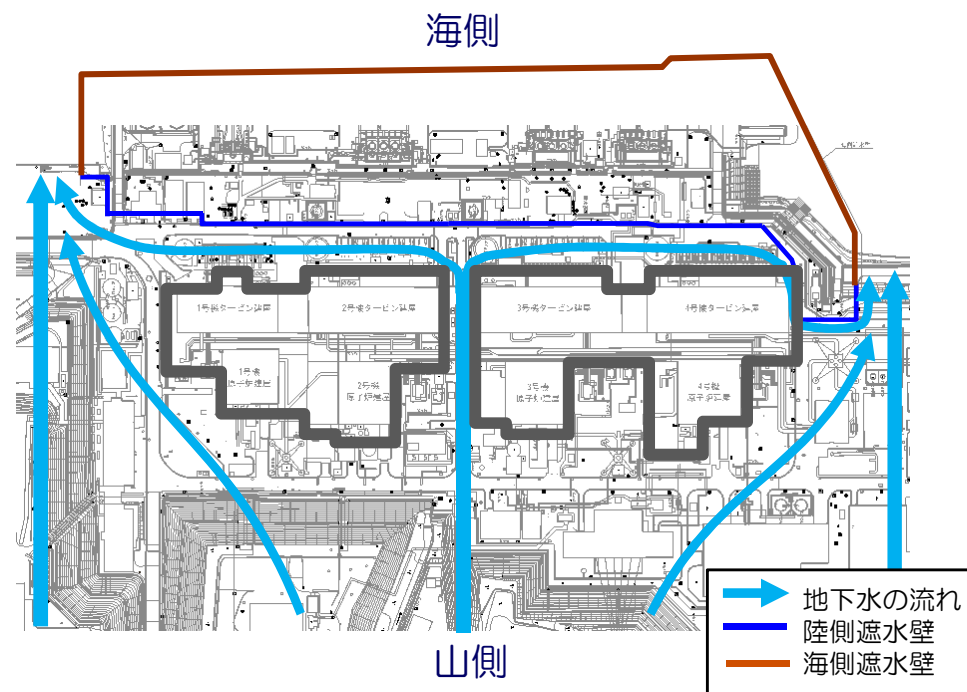 海側
1号機タービン建屋
2号機タービン建屋
3号機タービン建屋
4号機タービン建屋
1号機
原子炉建屋
2号機
原子炉建屋
3号機
原子炉建屋
4号機
原子炉建屋
山側
地下水の流れ
陸側遮水壁
海側遮水壁